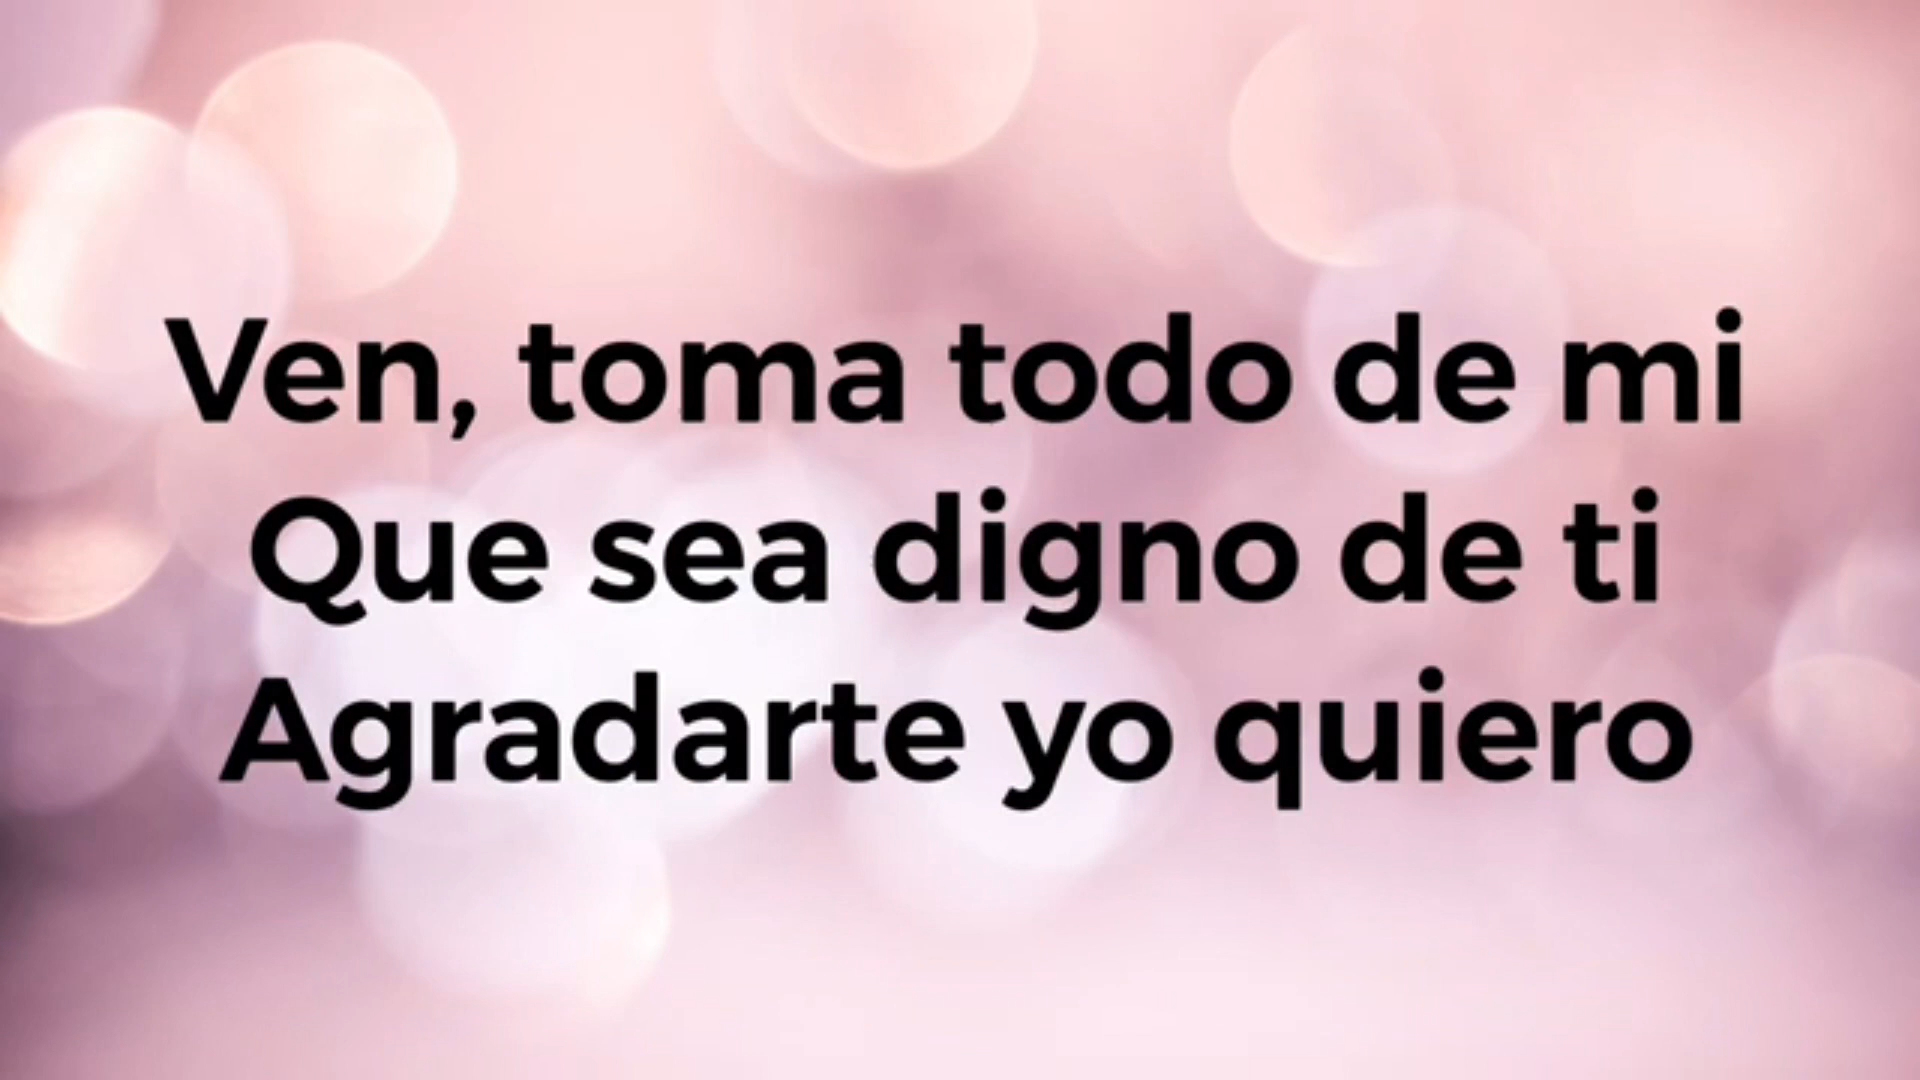 Ven, toma todo de mi
Que sea digno de ti
Agradarte yo quiero